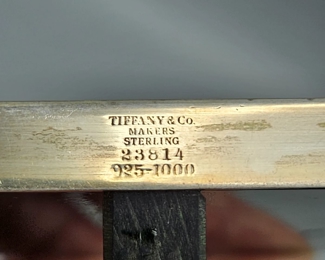 TIFFANY & Co.
MAKERS
STERLING
23814
925-1000